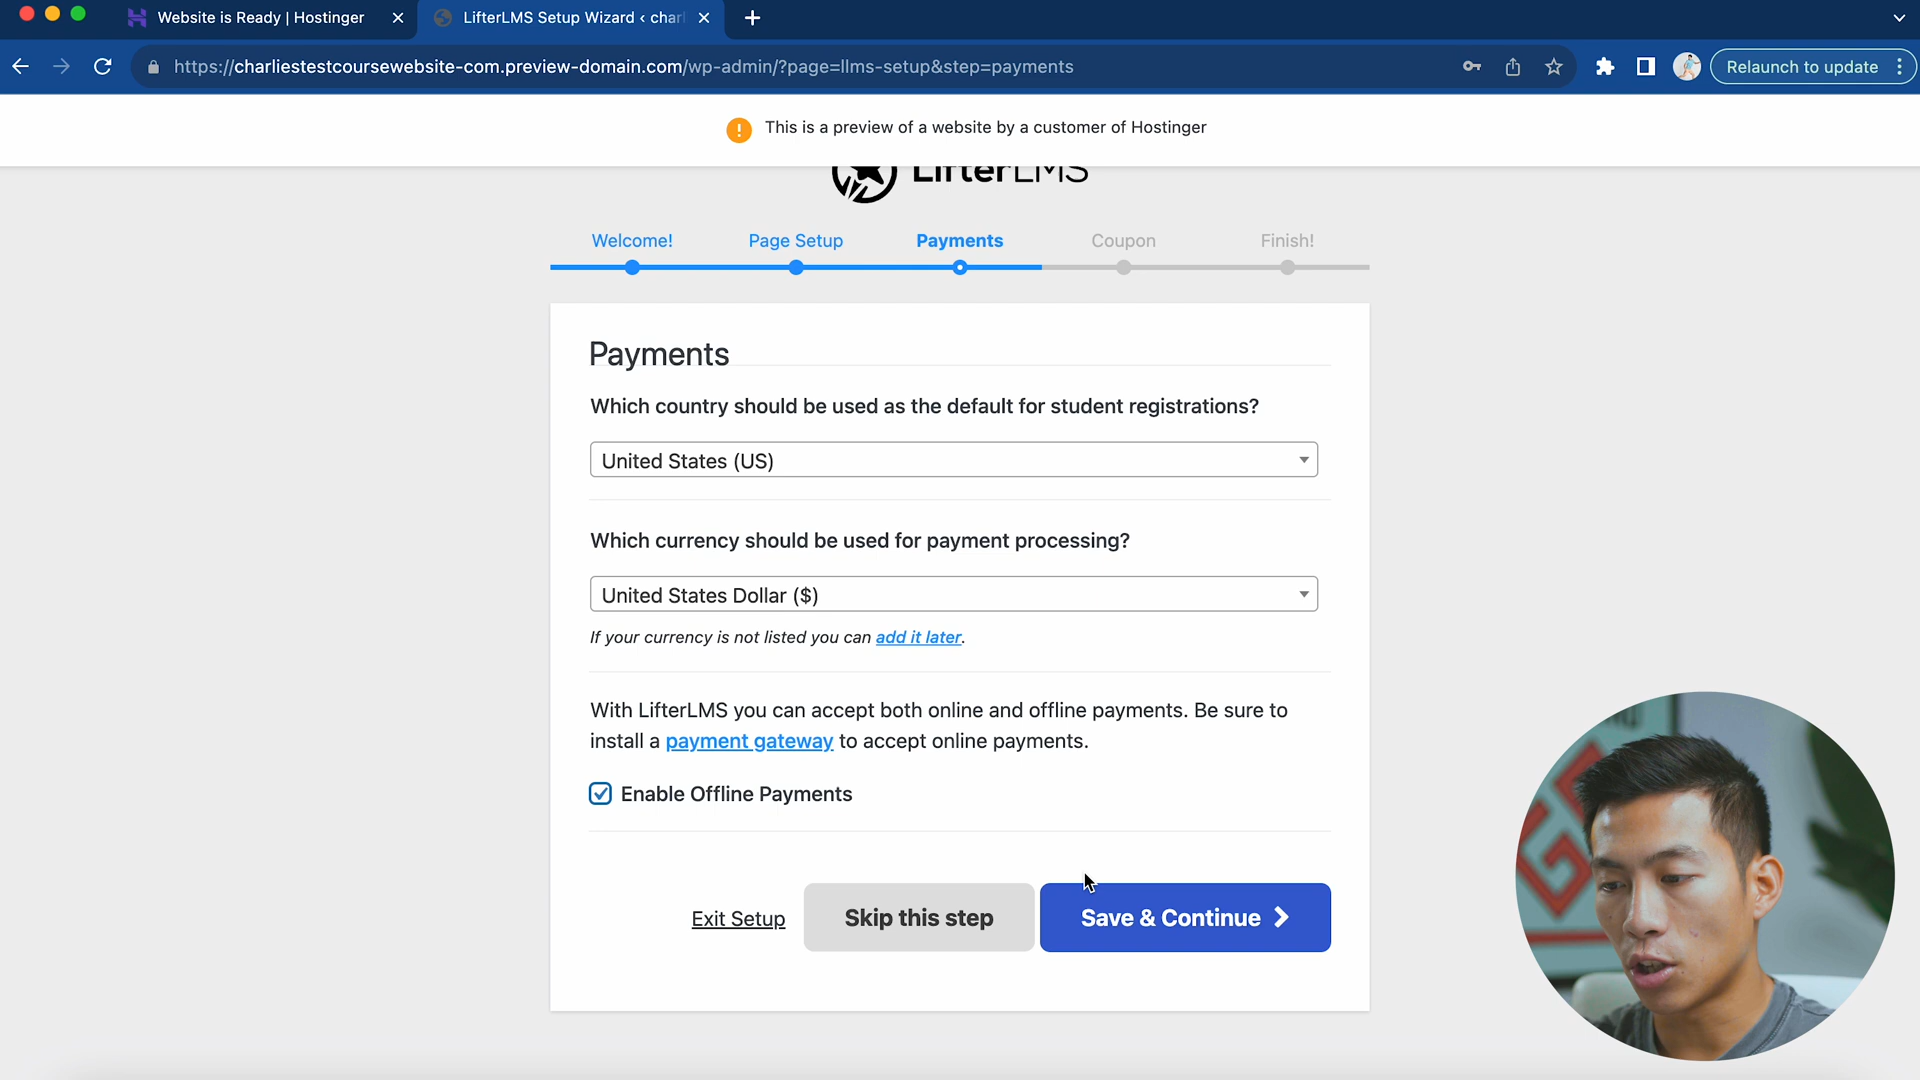 Website is Ready | Hostinger
LifterLMS Setup Wizard ‹ charl
https://charliestestcoursewebsite-com.preview-domain.com/wp-admin/?page=llms-setup&step=payments
Relaunch to update
This is a preview of a website by a customer of Hostinger
LifterLMS
Welcome!
Page Setup
Payments
Coupon
Finish!
Payments
Which country should be used as the default for student registrations?
United States (US)
Which currency should be used for payment processing?
United States Dollar ($)
If your currency is not listed you can add it later.
With LifterLMS you can accept both online and offline payments. Be sure to
install a payment gateway to accept online payments.
Enable Offline Payments
Exit Setup
Skip this step
Save & Continue